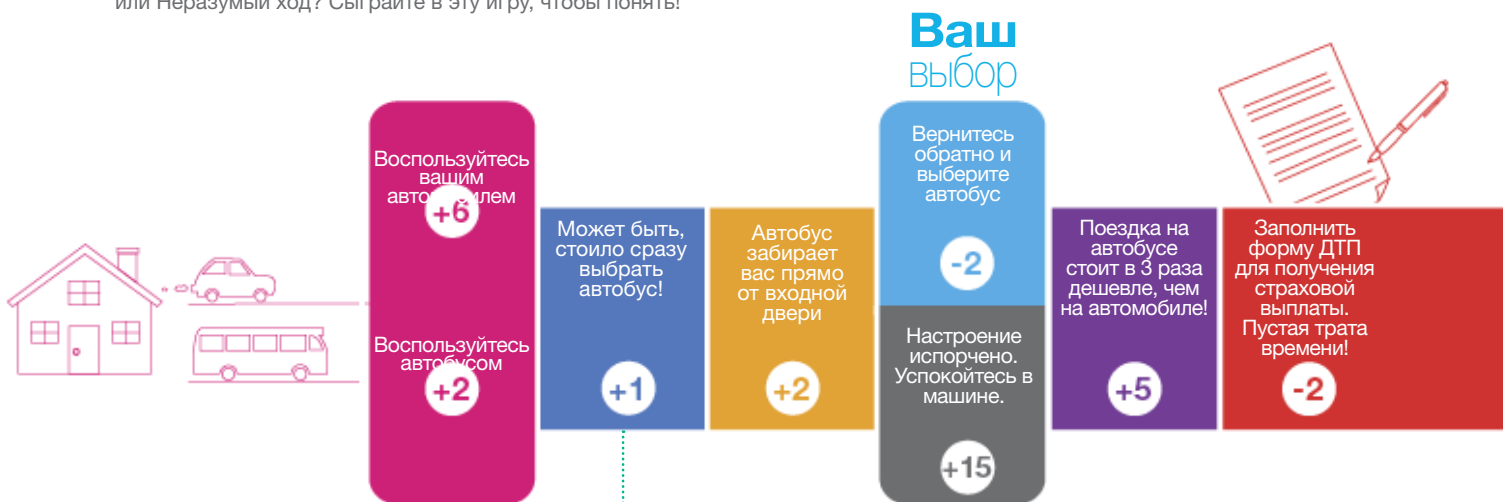 или Неразумый ход? Сыграйте в эту игру, чтобы понять!
Ваш
выбор
Воспользуйтесь
вашим
автомобилем
+6
Воспользуйтесь
автобусом
+2
Может быть,
стоило сразу
выбрать
автобус!
+1
Автобус
забирает
вас прямо
от входной
двери
+2
Вернитесь
обратно и
выберите
автобус
-2
Настроение
испорчено.
Успокойтесь в
машине.
+15
Поездка на
автобусе
стоит в 3 раза
дешевле, чем
на автомобиле!
+5
Заполнить
форму ДТП
для получения
страховой
выплаты.
Пустая трата
времени!
-2